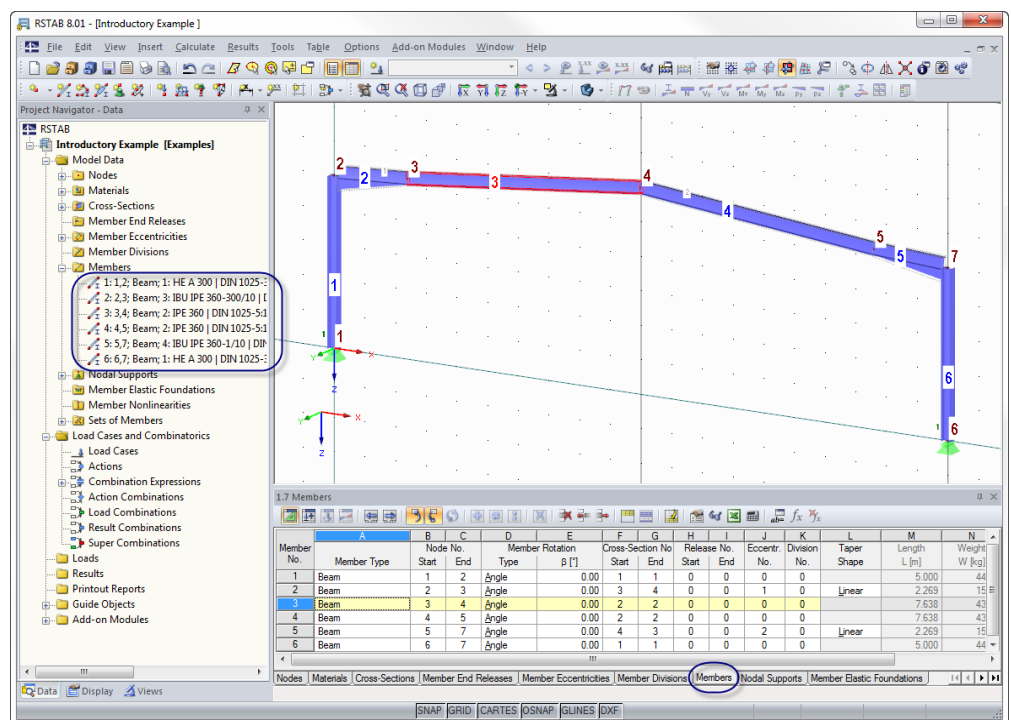 RSTAB 8.01 - [Introductory Example ]
File Edit View Insert Calculate Results Tools Table Options Add-on Modules Window Help
Project Navigator - Data
RSTAB
Introductory Example [Examples]
Model Data
Nodes
Materials
Cross-Sections
Member End Releases
Member Eccentricities
Member Divisions
Members
1: 1,2; Beam; 1: HE A 300 | DIN 1025-3
2: 2,3; Beam; 3: IBU IPE 360-300/10 |
3: 3,4; Beam; 2: IPE 360 | DIN 1025-5:1
4: 4,5; Beam; 2: IPE 360 | DIN 1025-5:1
5: 5,7; Beam; 4: IBU IPE 360-1/10 | DIN
6: 6,7; Beam; 1: HE A 300 | DIN 1025-3
Nodal Supports
Member Elastic Foundations
Member Nonlinearities
Sets of Members
Load Cases and Combinatorics
Load Cases
Actions
Combination Expressions
Action Combinations
Load Combinations
Result Combinations
Super Combinations
Loads
Results
Printout Reports
Guide Objects
Add-on Modules
Data Display Views
2 2 1 3 3 4 2 4 5 5 7
1
1 1
Y X
Z
6
1 6
Y X
Z
1.7 Members
A B C D E F G H I J K L M N
Member Node No. Member Rotation Cross-Section No Release No. Eccentr. Division Taper Length Weight
No. Member Type Start End Type β [°] Start End Start End No. No. Shape L [m] W [kg]
1 Beam 1 2 Angle 0.00 1 1 0 0 0 0 5.000 44
2 Beam 2 3 Angle 0.00 3 4 0 0 1 0 Linear 2.269 15
3 Beam 3 4 Angle 0.00 2 2 0 0 0 0 7.638 43
4 Beam 4 5 Angle 0.00 2 2 0 0 0 0 7.638 43
5 Beam 5 7 Angle 0.00 4 3 0 0 2 0 Linear 2.269 15
6 Beam 6 7 Angle 0.00 1 1 0 0 0 0 5.000 44
Nodes Materials Cross-Sections Member End Releases Member Eccentricities Member Divisions Members Nodal Supports Member Elastic Foundations
SNAP GRID CARTES OSNAP GLINES DXF